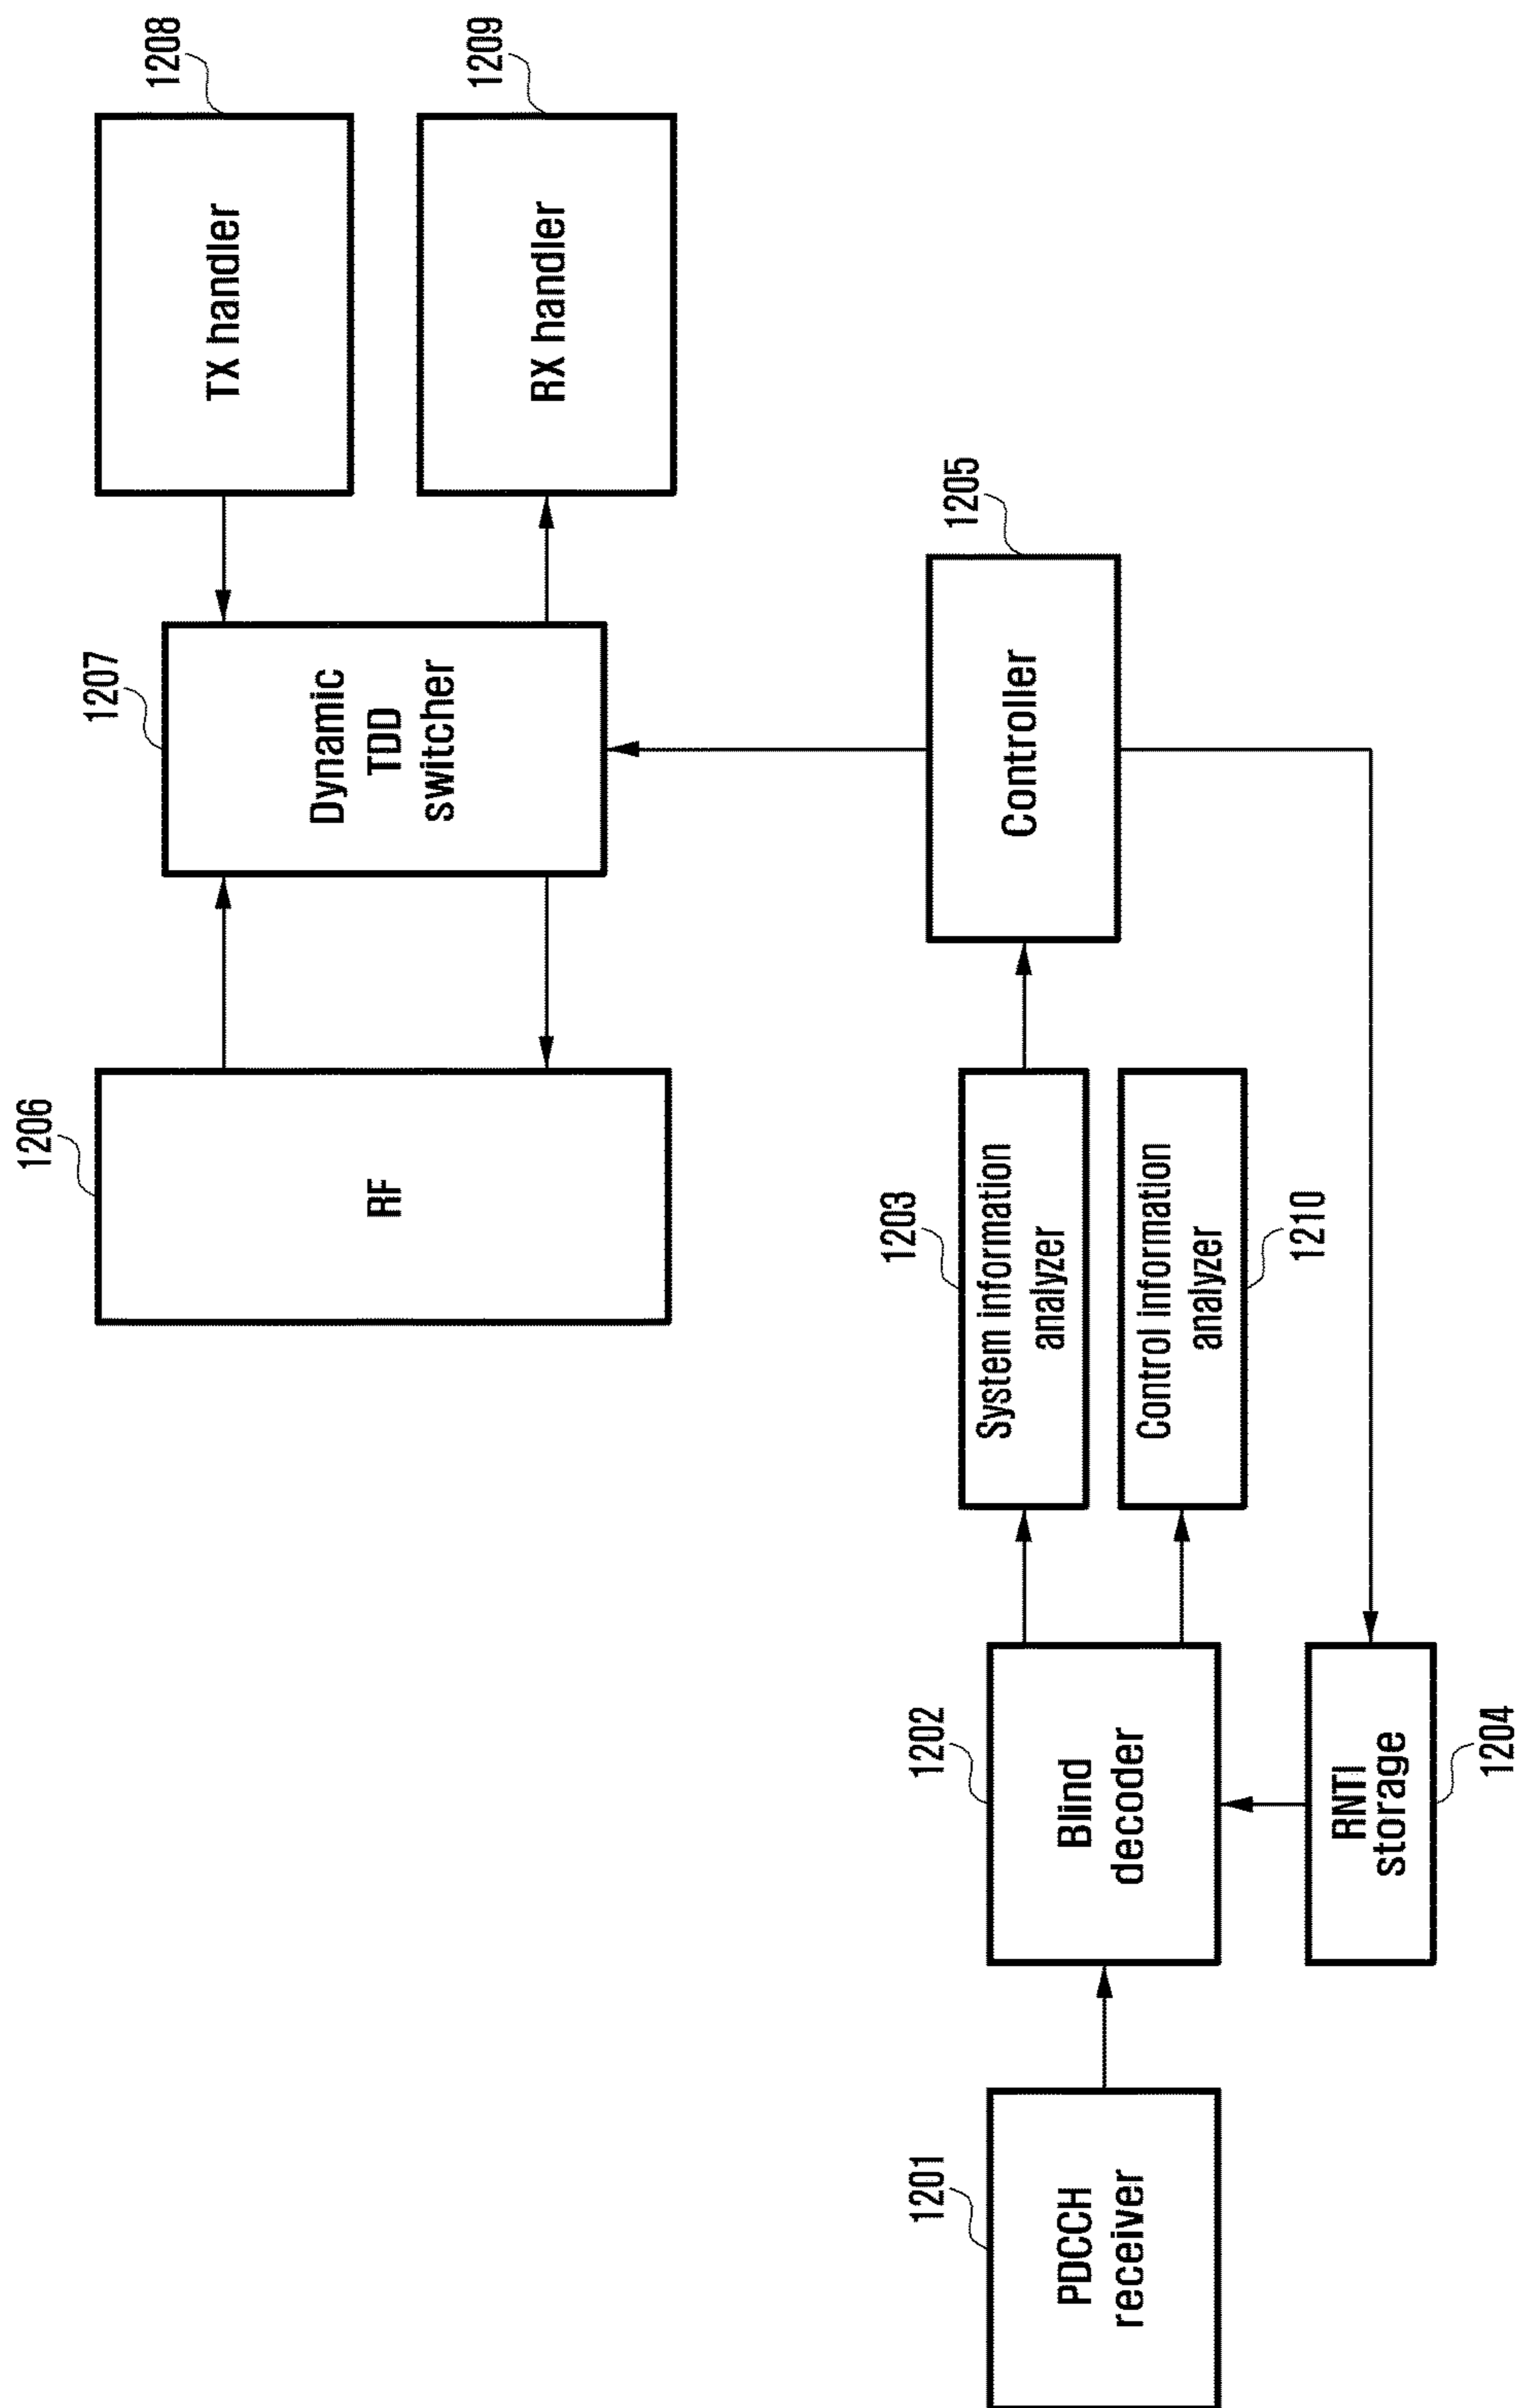 1206
RF
1207
Dynamic
TDD
switcher
1208
TX handler
1209
RX handler
1201
PDCCH
receiver
1202
Blind
decoder
1203
System information
analyzer
Control information
analyzer
1210
1205
Controller
RNTI
storage
1204